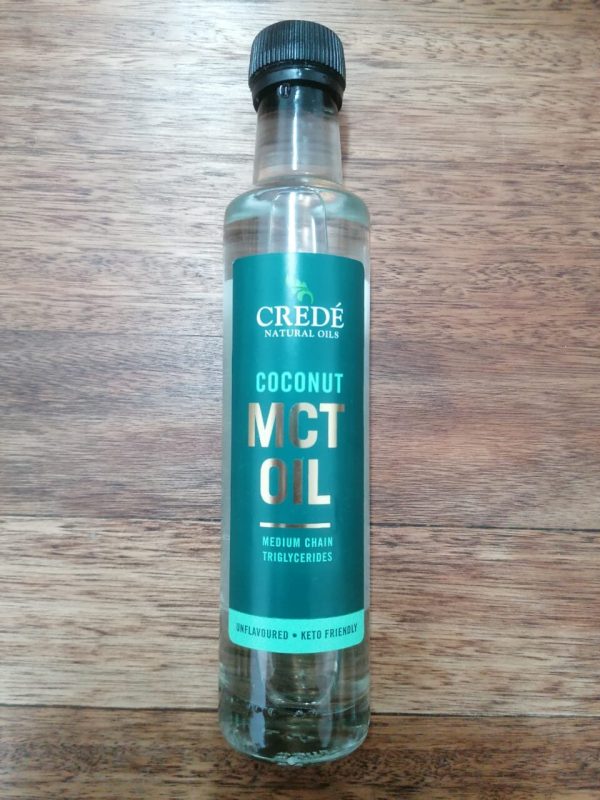 CREDÉ
NATURAL OILS
COCONUT
MCT
OIL
MEDIUM CHAIN
TRIGLYCERIDES
UNFLAVOURED • KETO FRIENDLY